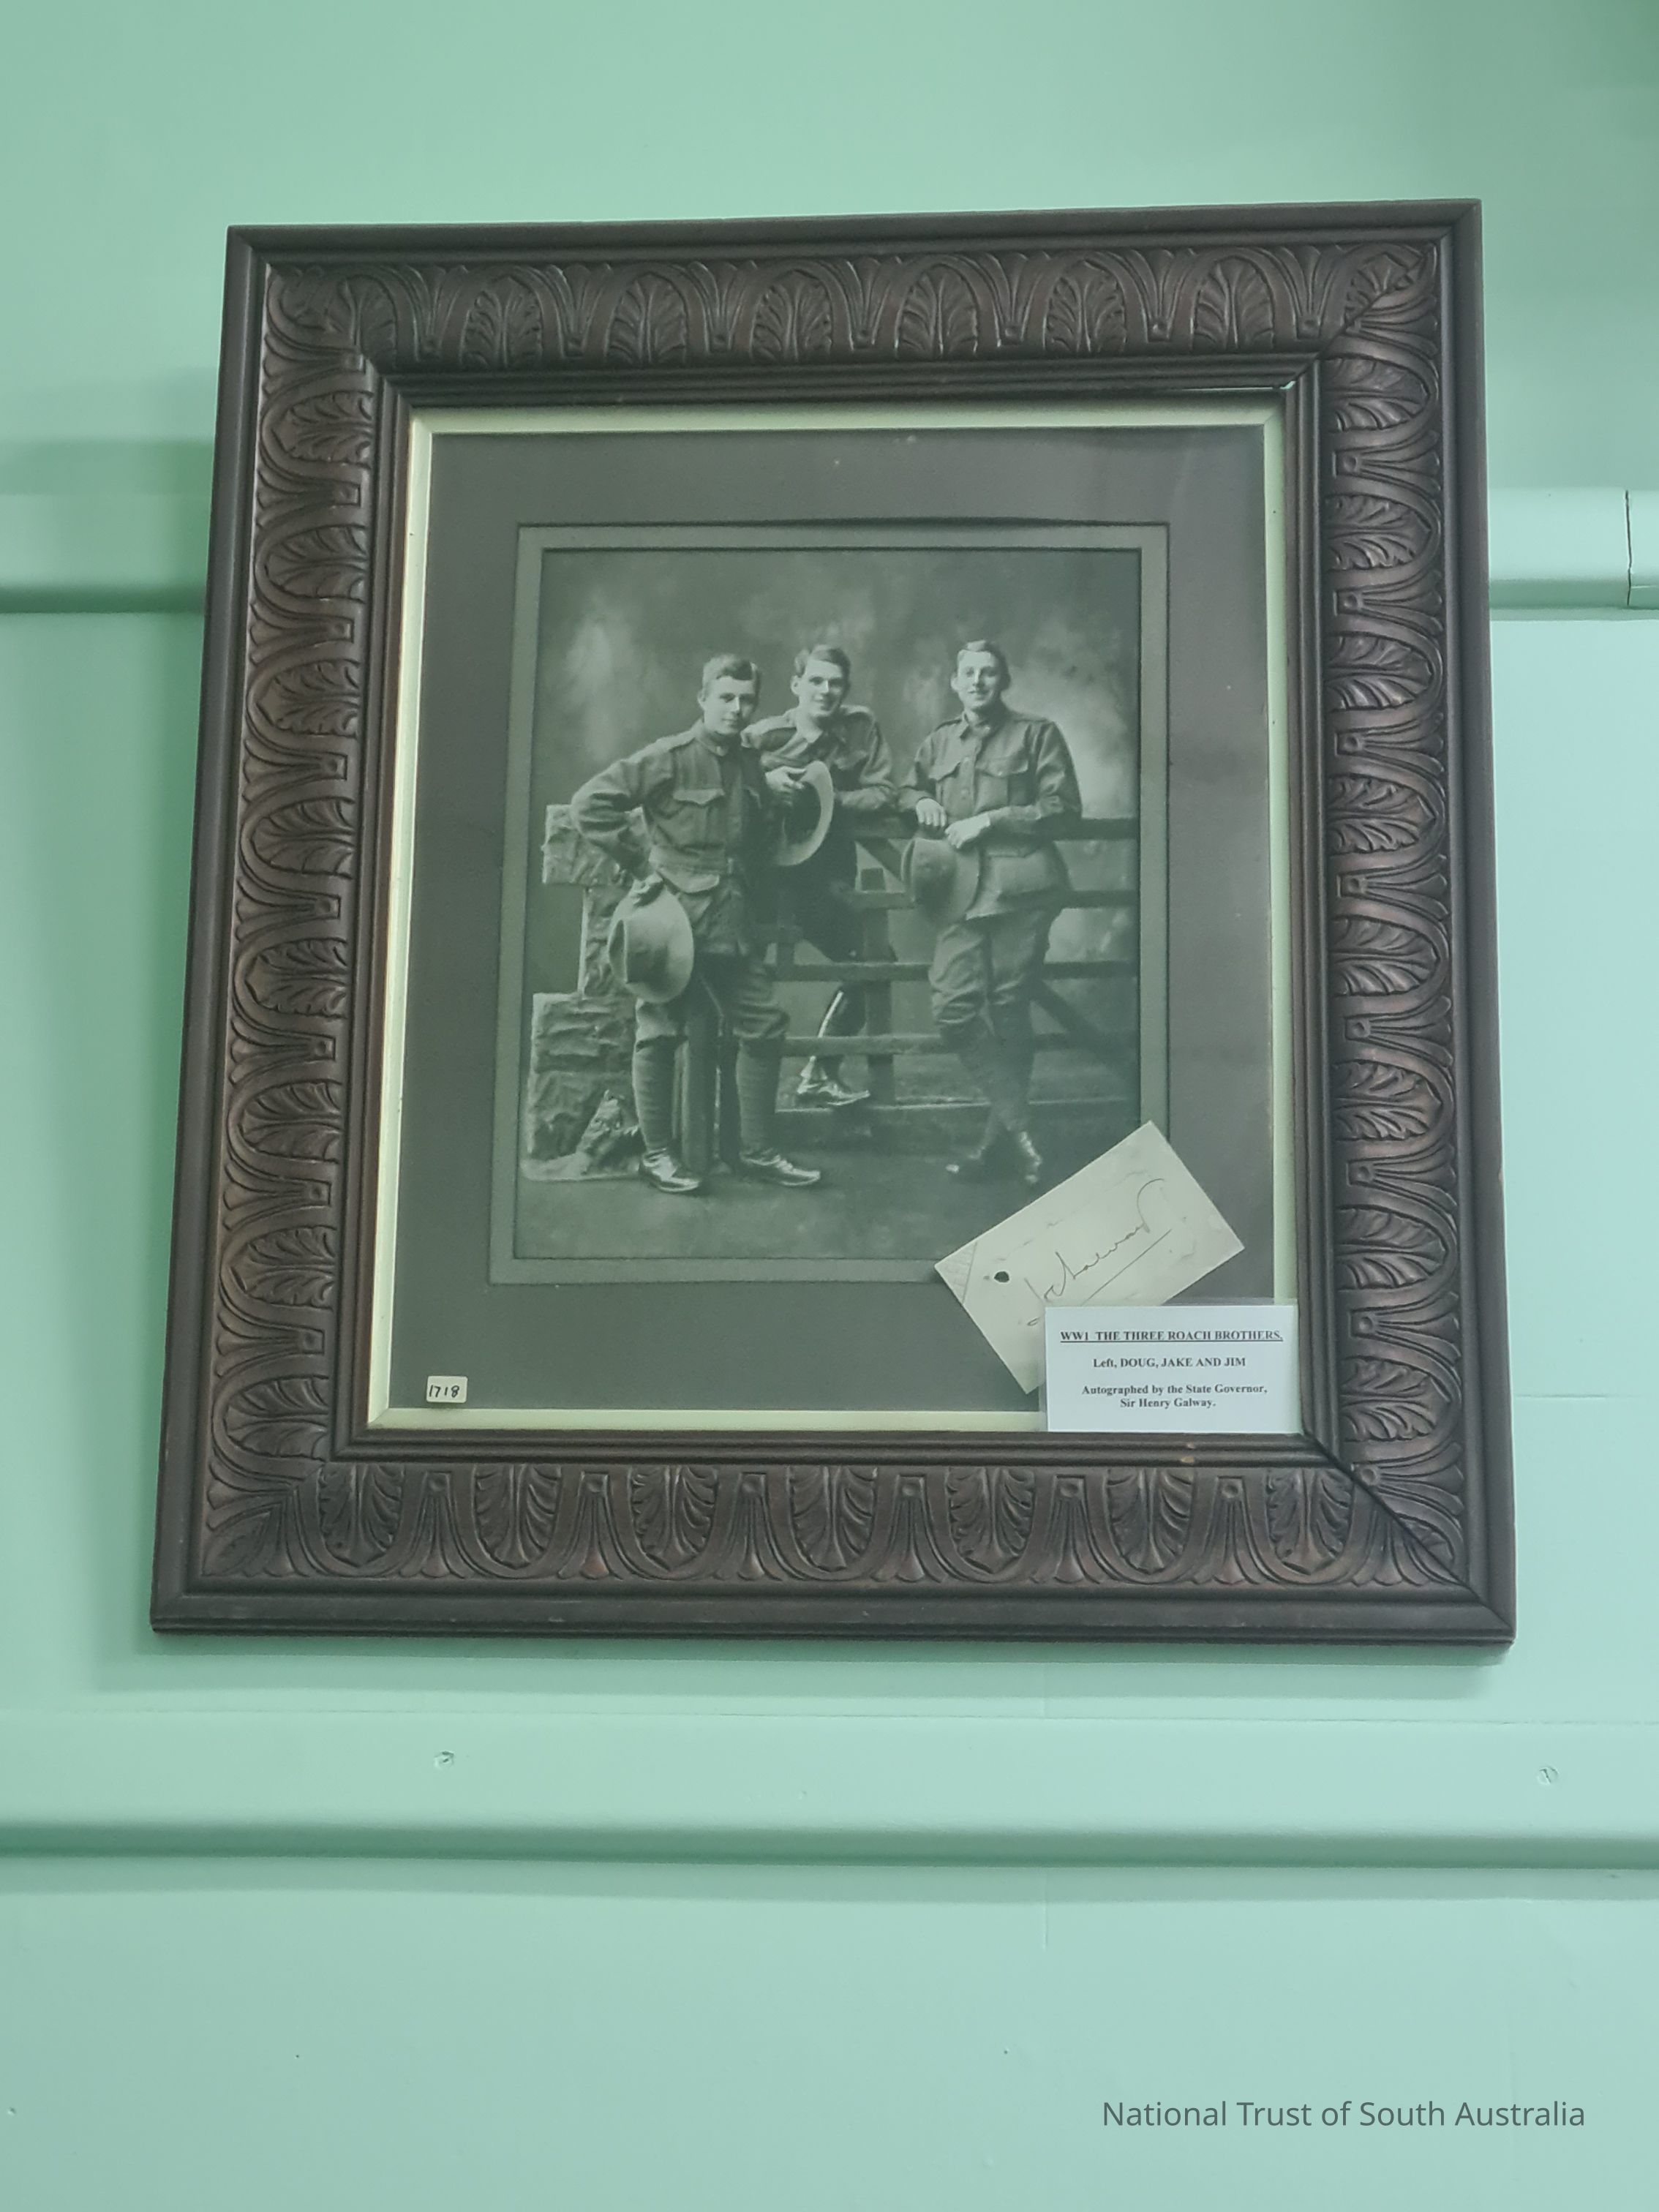 HGalway
WW1 THE THREE ROACH BROTHERS.
Left, DOUG, JAKE AND JIM
Autographed by the State Governor,
Sir Henry Galway.
1718
National Trust of South Australia